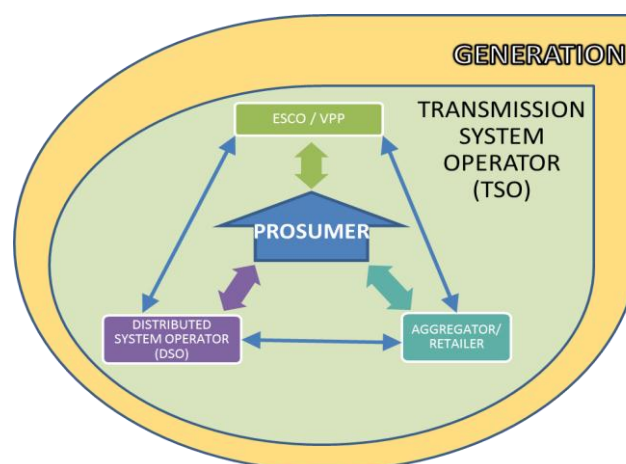 GENERATION
TRANSMISSION
SYSTEM
OPERATOR
(TSO)
ESCO / VPP
PROSUMER
DISTRIBUTED
SYSTEM OPERATOR
(DSO)
AGGREGATOR/
RETAILER